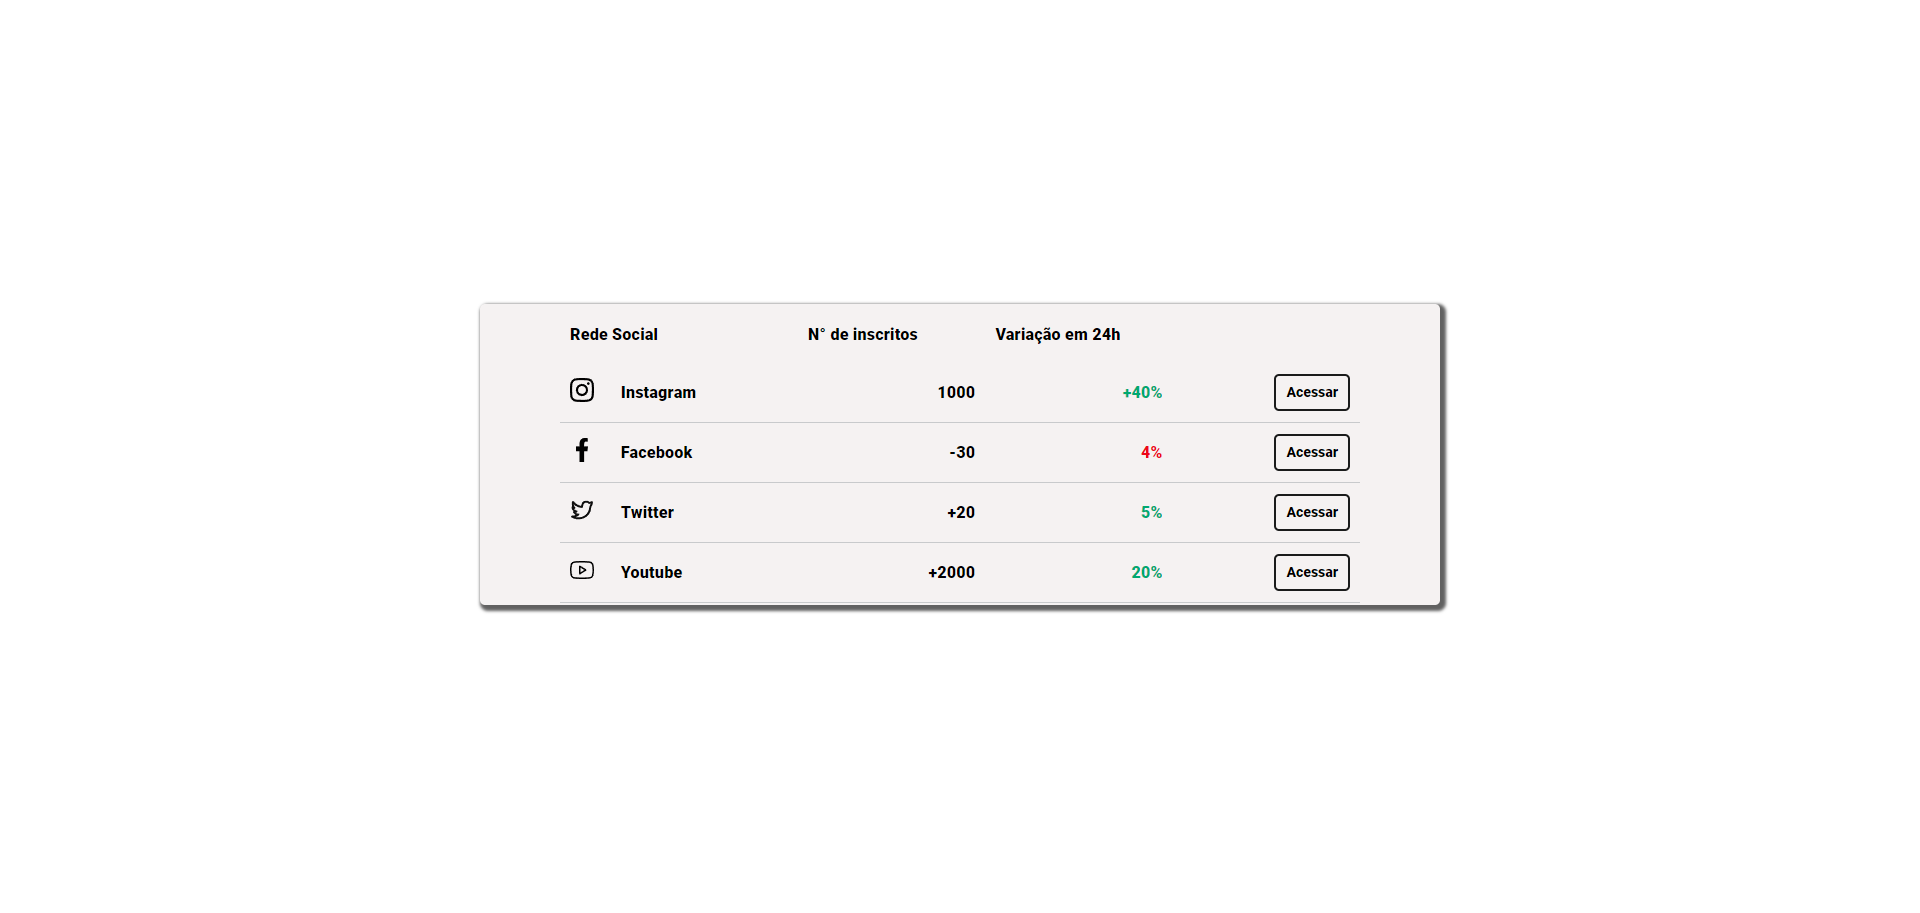 Rede Social N° de inscritos Variação em 24h
Instagram 1000 +40% Acessar
Facebook -30 4% Acessar
Twitter +20 5% Acessar
Youtube +2000 20% Acessar